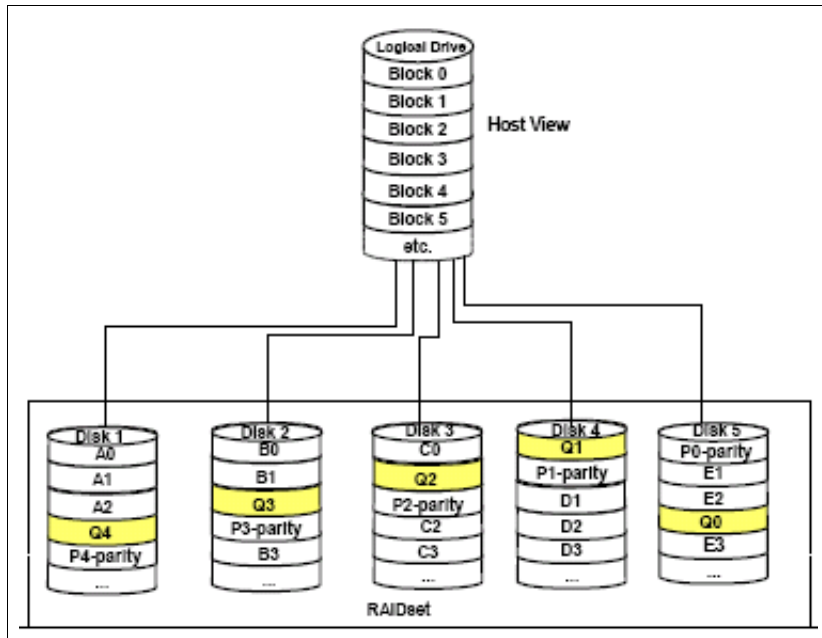 Logical Drive
Block 0
Block 1
Block 2
Block 3
Block 4
Block 5
etc.
Host View
Disk 1
A0
A1
A2
Q4
P4-parity
...
Disk 2
B0
B1
Q3
P3-parity
B3
...
Disk 3
C0
Q2
P2-parity
C2
C3
...
Disk 4
Q1
P1-parity
D1
D2
D3
...
Disk 5
P0-parity
E1
E2
Q0
E3
...
RAIDset